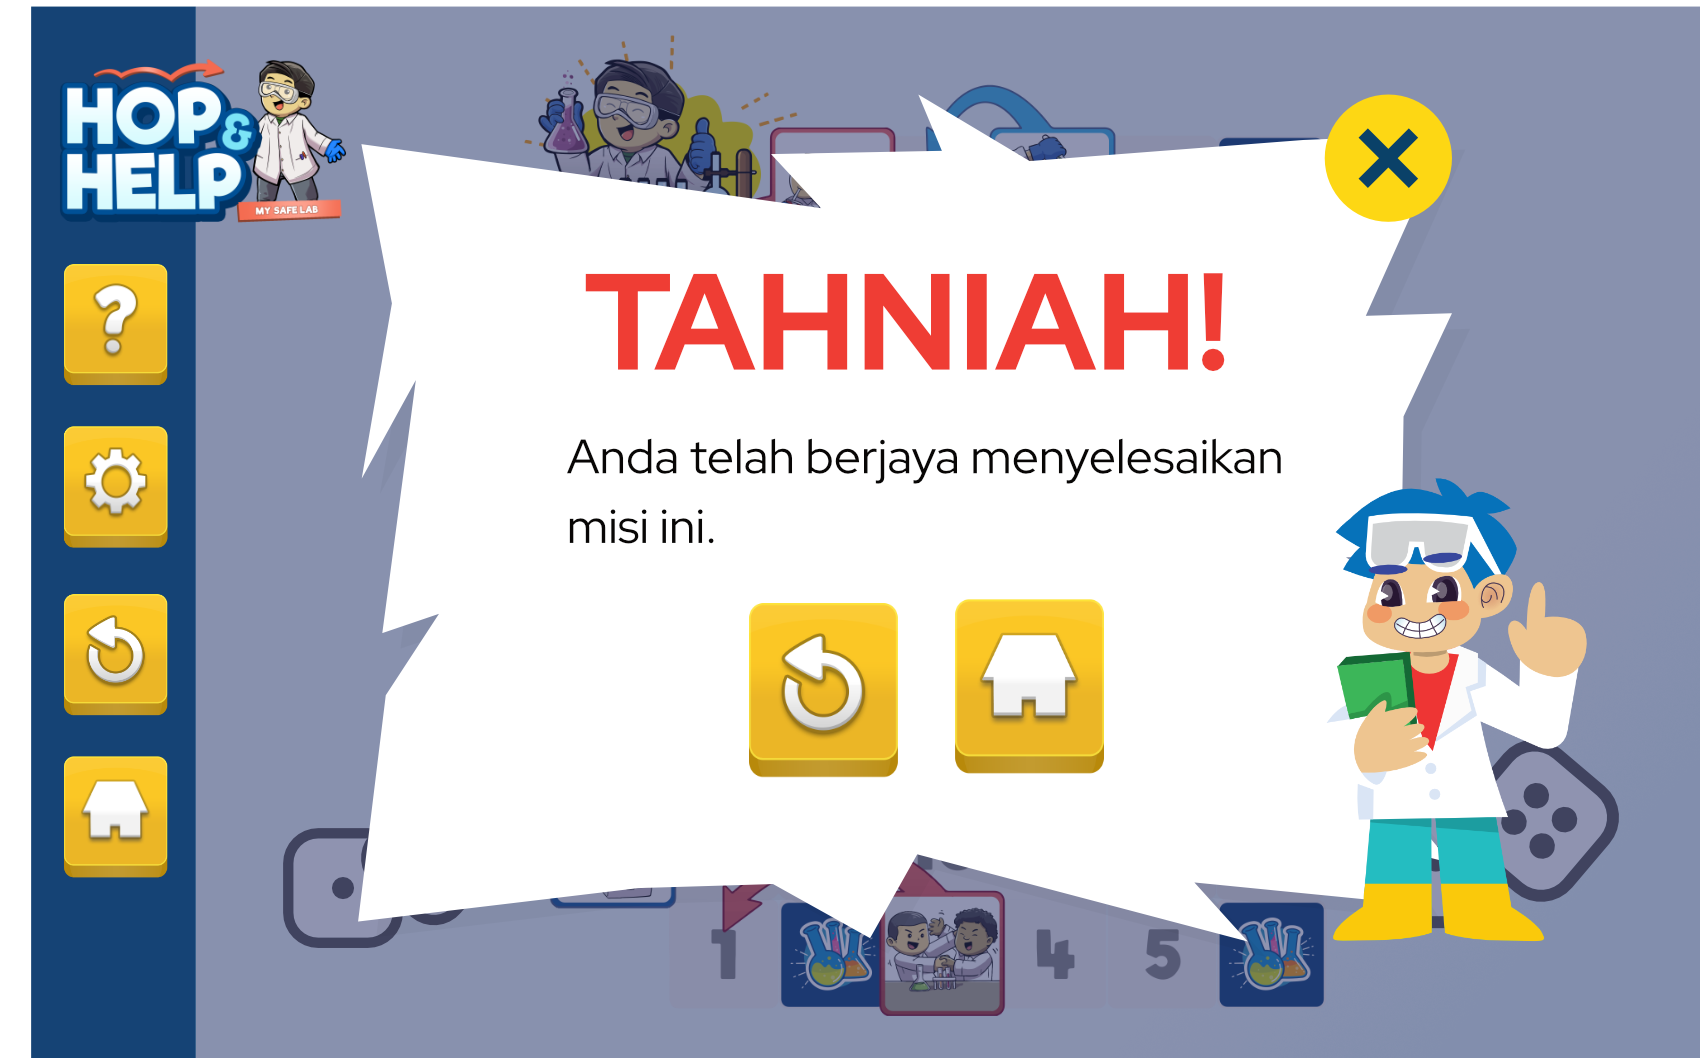 HOP &
HELP
MY SAFE LAB
TAHNIAH!
Anda telah berjaya menyelesaikan
misi ini.
1
4
5